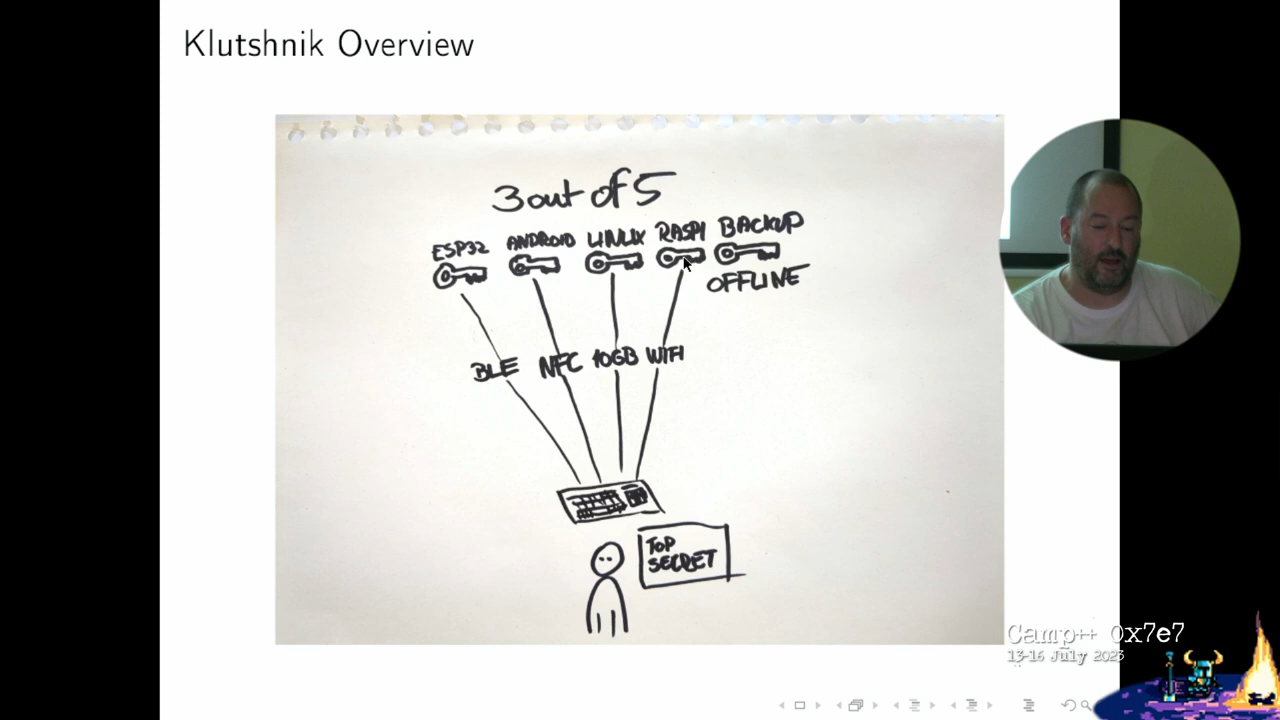 Klutshnik Overview
3 out of 5
ESP32 ANDROID LINUX RASPI BACKUP
OFFLINE
BLE NFC 10GB WIFI
TOP
SECRET
Camp++ 0x7e7
13-16 July 2023